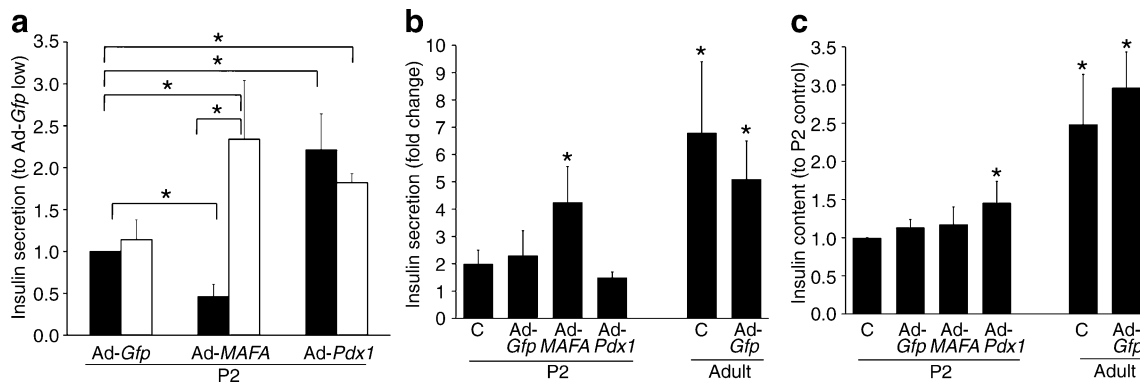 a
Insulin secretion (to Ad-Gfp low)
3.5
3.0
2.5
2.0
1.5
1.0
0.5
0.0
*
*
*
*
*
Ad-Gfp Ad-MAFA Ad-Pdx1
P2
b
Insulin secretion (fold change)
10
9
8
7
6
5
4
3
2
1
0
*
*
*
C Ad- Ad- Ad- C Ad-
Gfp MAFA Pdx1 Gfp
P2 Adult
c
Insulin content (to P2 control)
3.5
3.0
2.5
2.0
1.5
1.0
0.5
0.0
*
*
*
C Ad- Ad- Ad- C Ad-
Gfp MAFA Pdx1 Gfp
P2 Adult